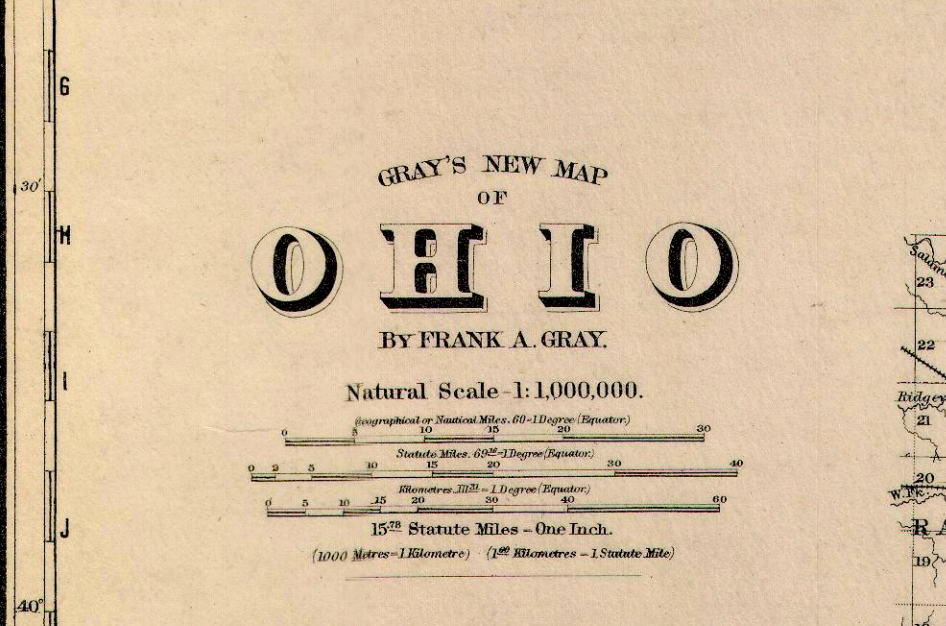 G
30'
H
I
J
40°
GRAY'S NEW MAP
OF
OHIO
BY FRANK A. GRAY.
Natural Scale - 1:1,000,000.
Geographical or Nautical Miles. 60=1 Degree (Equator.)
0 5 10 15 20 30
Statute Miles. 69.16=1 Degree (Equator.)
0 2 5 10 15 20 30 40
Kilometres. 111.31=1 Degree (Equator.)
0 5 10 15 20 30 40 60
15.78 Statute Miles - One Inch.
(1000 Metres=1 Kilometre) (1.609 Kilometres - 1 Statute Mile)
23
22
Ridgev
21
20
W.Fk.
R A
19